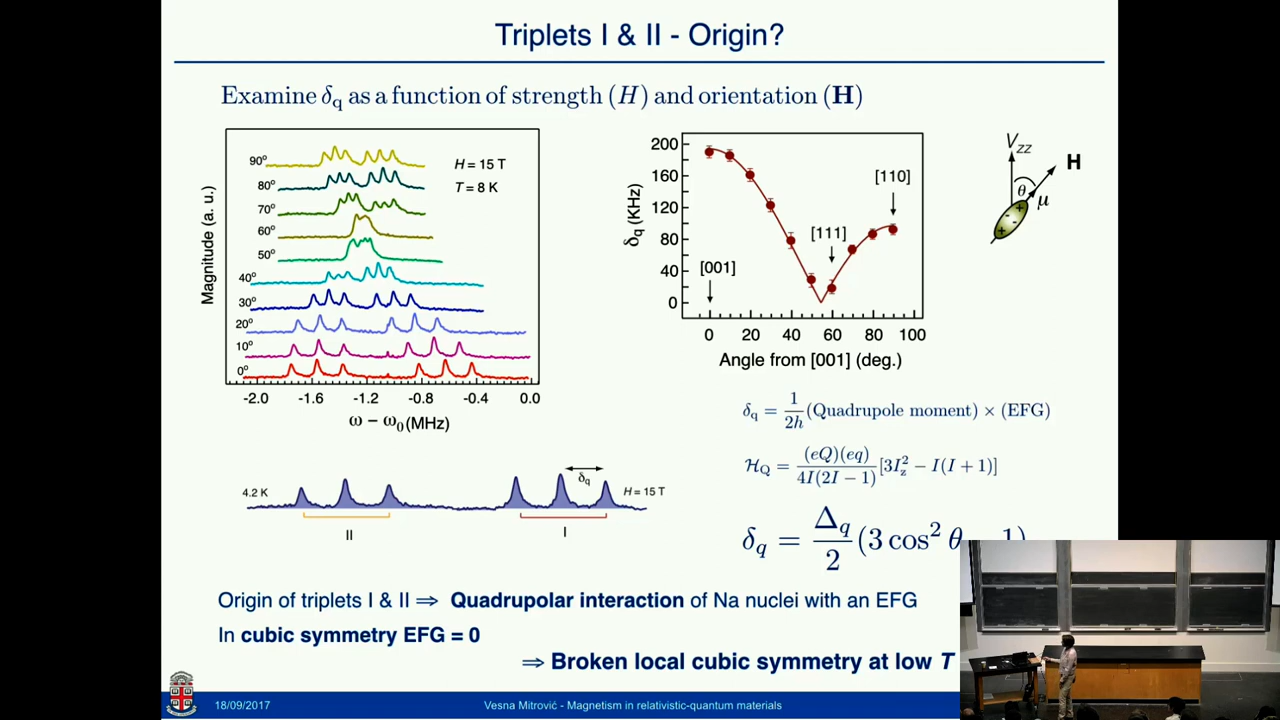 Triplets I & II - Origin?
Examine δq as a function of strength (H) and orientation (H)
90°
80°
70°
60°
50°
40°
30°
20°
10°
0°
H = 15 T
T = 8 K
Magnitude (a. u.)
-2.0 -1.6 -1.2 -0.8 -0.4 0.0
ω − ω0 (MHz)
200
160
120
80
40
0
δq (KHz)
[001]
[111]
[110]
0 20 40 60 80 100
Angle from [001] (deg.)
VZZ
H
θ
μ
δq = 1/2h (Quadrupole moment) × (EFG)
ℋQ = (eQ)(eq)/4I(2I − 1) [3I_z^2 − I(I + 1)]
δq = Δq/2 (3 cos² θ 1)
4.2 K
δq
H = 15 T
II
I
Origin of triplets I & II ⇒ Quadrupolar interaction of Na nuclei with an EFG
In cubic symmetry EFG = 0
⇒ Broken local cubic symmetry at low T
18/09/2017
Vesna Mitrović - Magnetism in relativistic-quantum materials